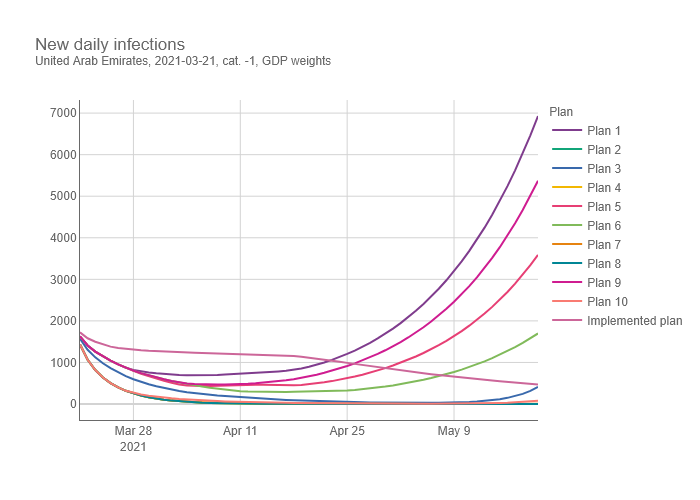 New daily infections
United Arab Emirates, 2021-03-21, cat. -1, GDP weights
7000
6000
5000
4000
3000
2000
1000
0
Mar 28
2021
Apr 11
Apr 25
May 9
Plan
Plan 1
Plan 2
Plan 3
Plan 4
Plan 5
Plan 6
Plan 7
Plan 8
Plan 9
Plan 10
Implemented plan